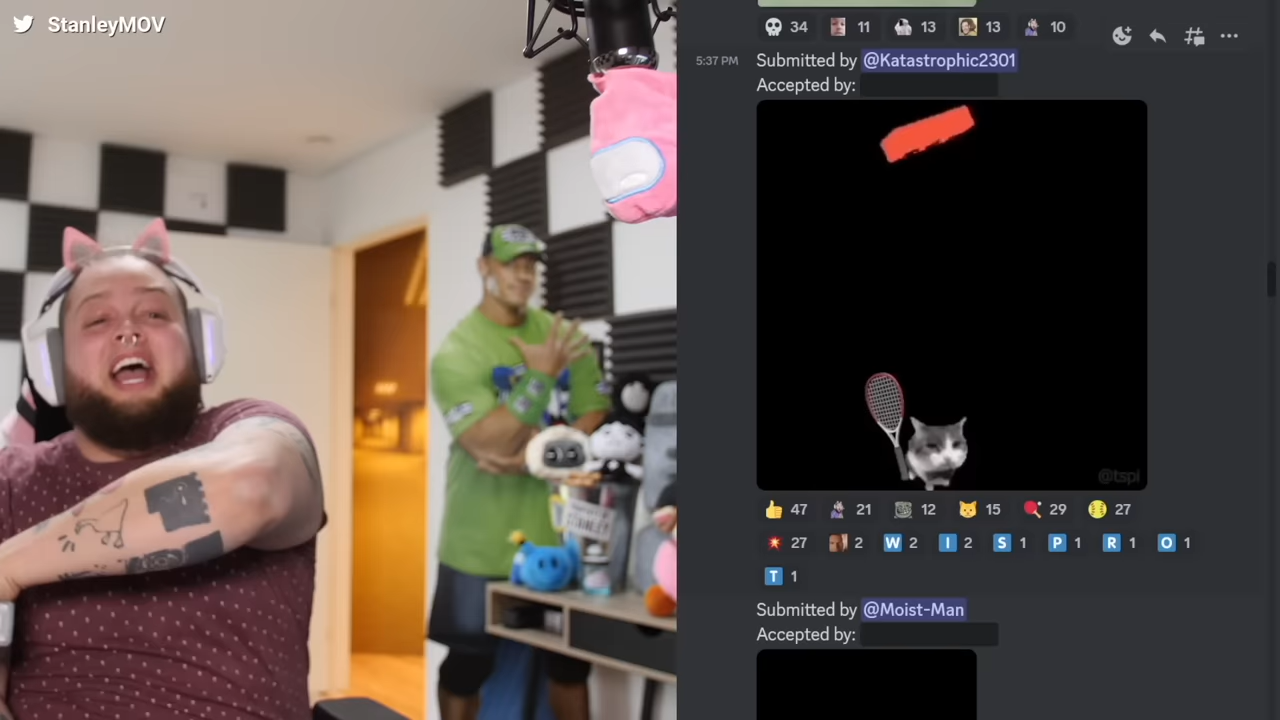 StanleyMOV
34 11 13 13 10
5:37 PM Submitted by @Katastrophic2301
Accepted by:
@tspl
47 21 12 15 29 27
27 2 W 2 I 2 S 1 P 1 R 1 O 1
T 1
Submitted by @Moist-Man
Accepted by: